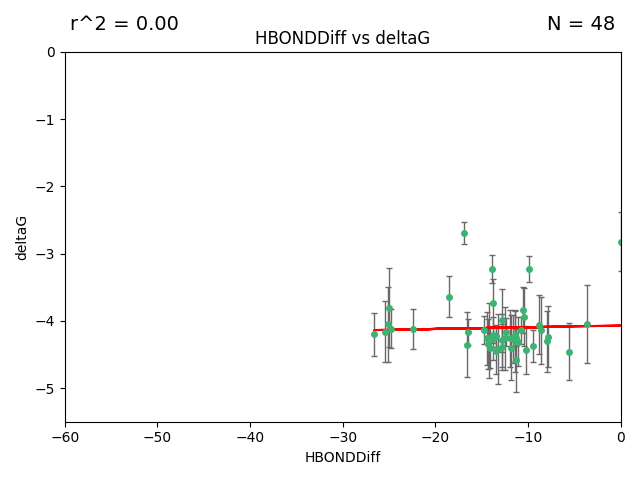 r^2 = 0.00
N = 48
HBONDDiff vs deltaG
deltaG
0
−1
−2
−3
−4
−5
−60
−50
−40
−30
−20
−10
0
HBONDDiff